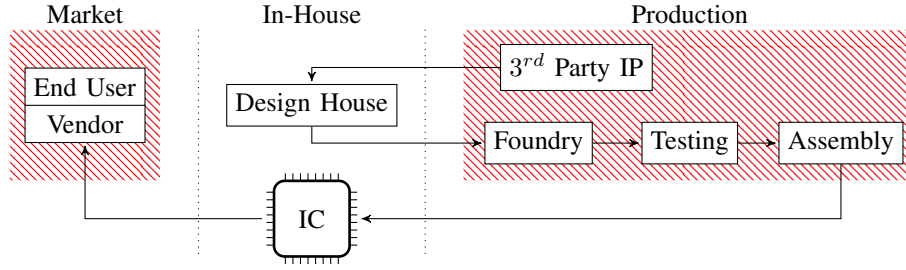 Market In-House Production
3rd Party IP
End User
Design House
Vendor
Foundry Testing Assembly
IC